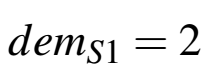 dem_{S1} = 2